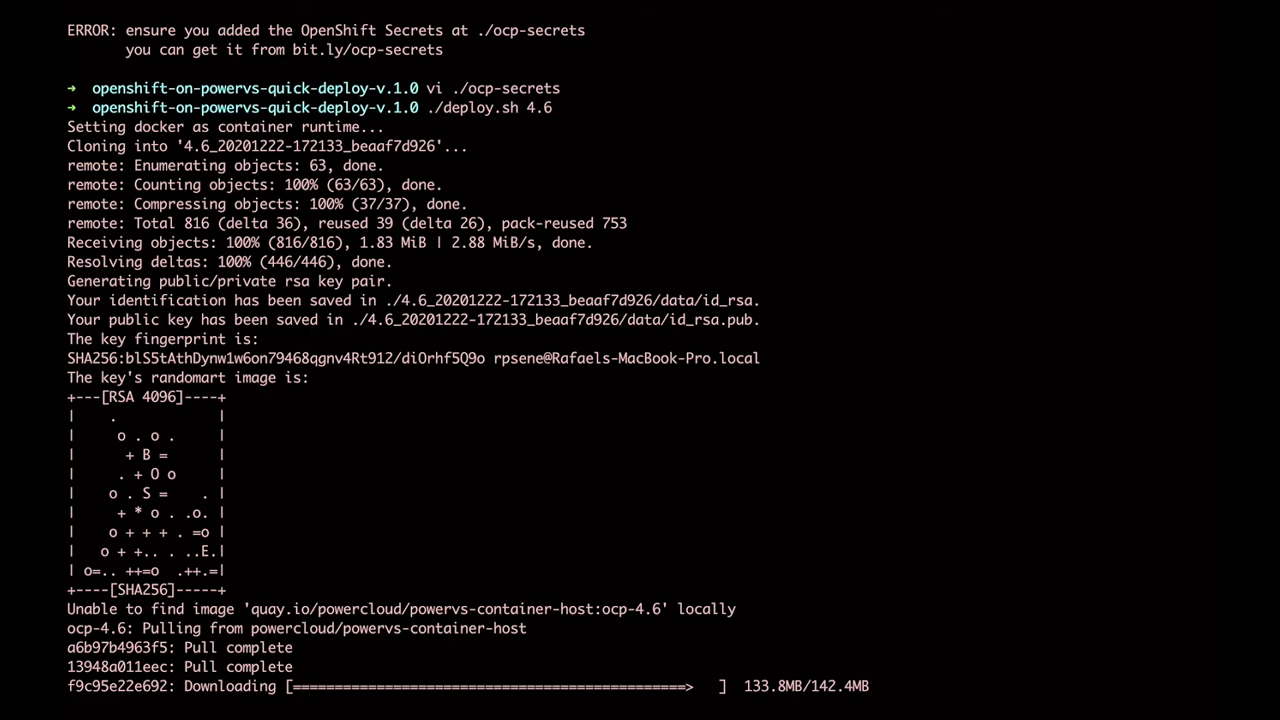 ERROR: ensure you added the OpenShift Secrets at ./ocp-secrets
       you can get it from bit.ly/ocp-secrets
→  openshift-on-powervs-quick-deploy-v.1.0 vi ./ocp-secrets
→  openshift-on-powervs-quick-deploy-v.1.0 ./deploy.sh 4.6
Setting docker as container runtime...
Cloning into '4.6_20201222-172133_beaaf7d926'...
remote: Enumerating objects: 63, done.
remote: Counting objects: 100% (63/63), done.
remote: Compressing objects: 100% (37/37), done.
remote: Total 816 (delta 36), reused 39 (delta 26), pack-reused 753
Receiving objects: 100% (816/816), 1.83 MiB | 2.88 MiB/s, done.
Resolving deltas: 100% (446/446), done.
Generating public/private rsa key pair.
Your identification has been saved in ./4.6_20201222-172133_beaaf7d926/data/id_rsa.
Your public key has been saved in ./4.6_20201222-172133_beaaf7d926/data/id_rsa.pub.
The key fingerprint is:
SHA256:blS5tAthDynw1w6on79468qgnv4Rt912/diOrhf5Q9o rpsene@Rafaels-MacBook-Pro.local
The key's randomart image is:
+---[RSA 4096]----+
|    .            |
|     o . o .     |
|      + B =      |
|     . + O o     |
|    o . S =    . |
|     + * o . .o. |
|    o + + + . =o |
|   o + +.. . ..E.|
| o=.. ++=o  .++.=|
+----[SHA256]-----+
Unable to find image 'quay.io/powercloud/powervs-container-host:ocp-4.6' locally
ocp-4.6: Pulling from powercloud/powervs-container-host
a6b97b4963f5: Pull complete
13948a011eec: Pull complete
f9c95e22e692: Downloading [===============================================>   ]  133.8MB/142.4MB